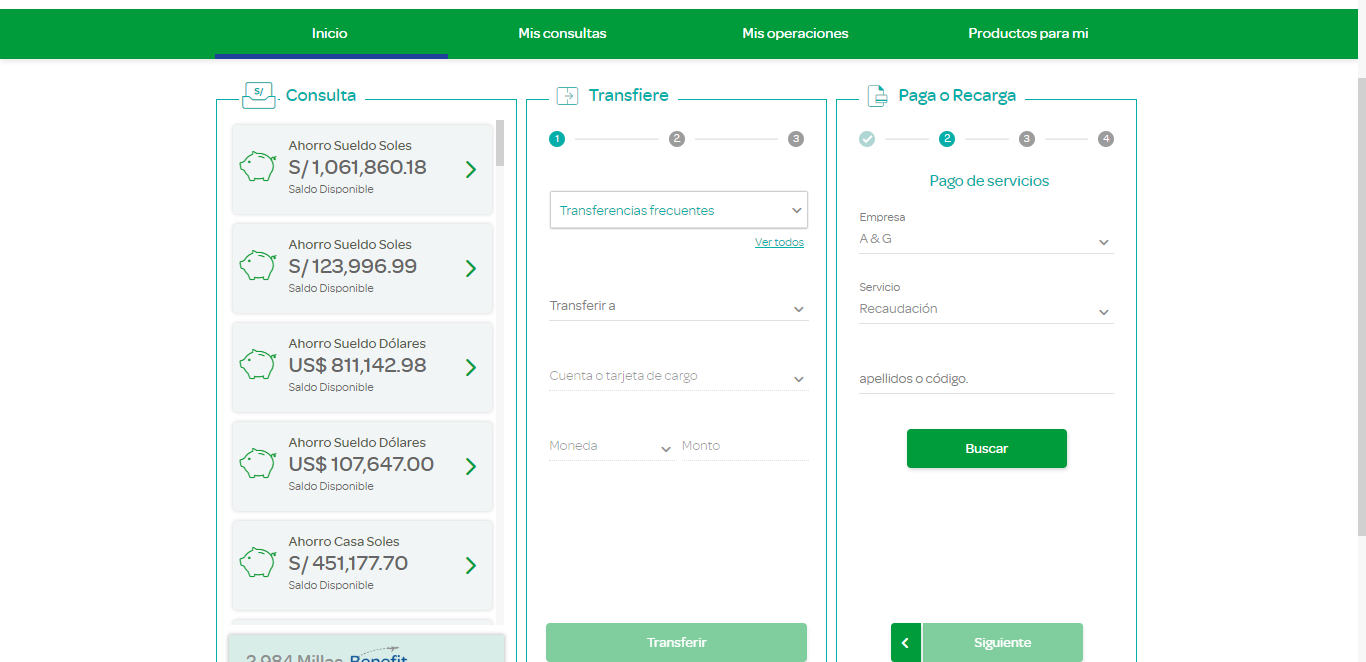 Inicio
Mis consultas
Mis operaciones
Productos para mi
S/
Consulta
Ahorro Sueldo Soles
S/ 1,061,860.18
Saldo Disponible
Ahorro Sueldo Soles
S/ 123,996.99
Saldo Disponible
Ahorro Sueldo Dólares
US$ 811,142.98
Saldo Disponible
Ahorro Sueldo Dólares
US$ 107,647.00
Saldo Disponible
Ahorro Casa Soles
S/ 451,177.70
Saldo Disponible
2,984 Millas Benefit
Transfiere
1
2
3
Transferencias frecuentes
Ver todos
Transferir a
Cuenta o tarjeta de cargo
Moneda
Monto
Transferir
Paga o Recarga
2
3
4
Pago de servicios
Empresa
A & G
Servicio
Recaudación
apellidos o código.
Buscar
Siguiente